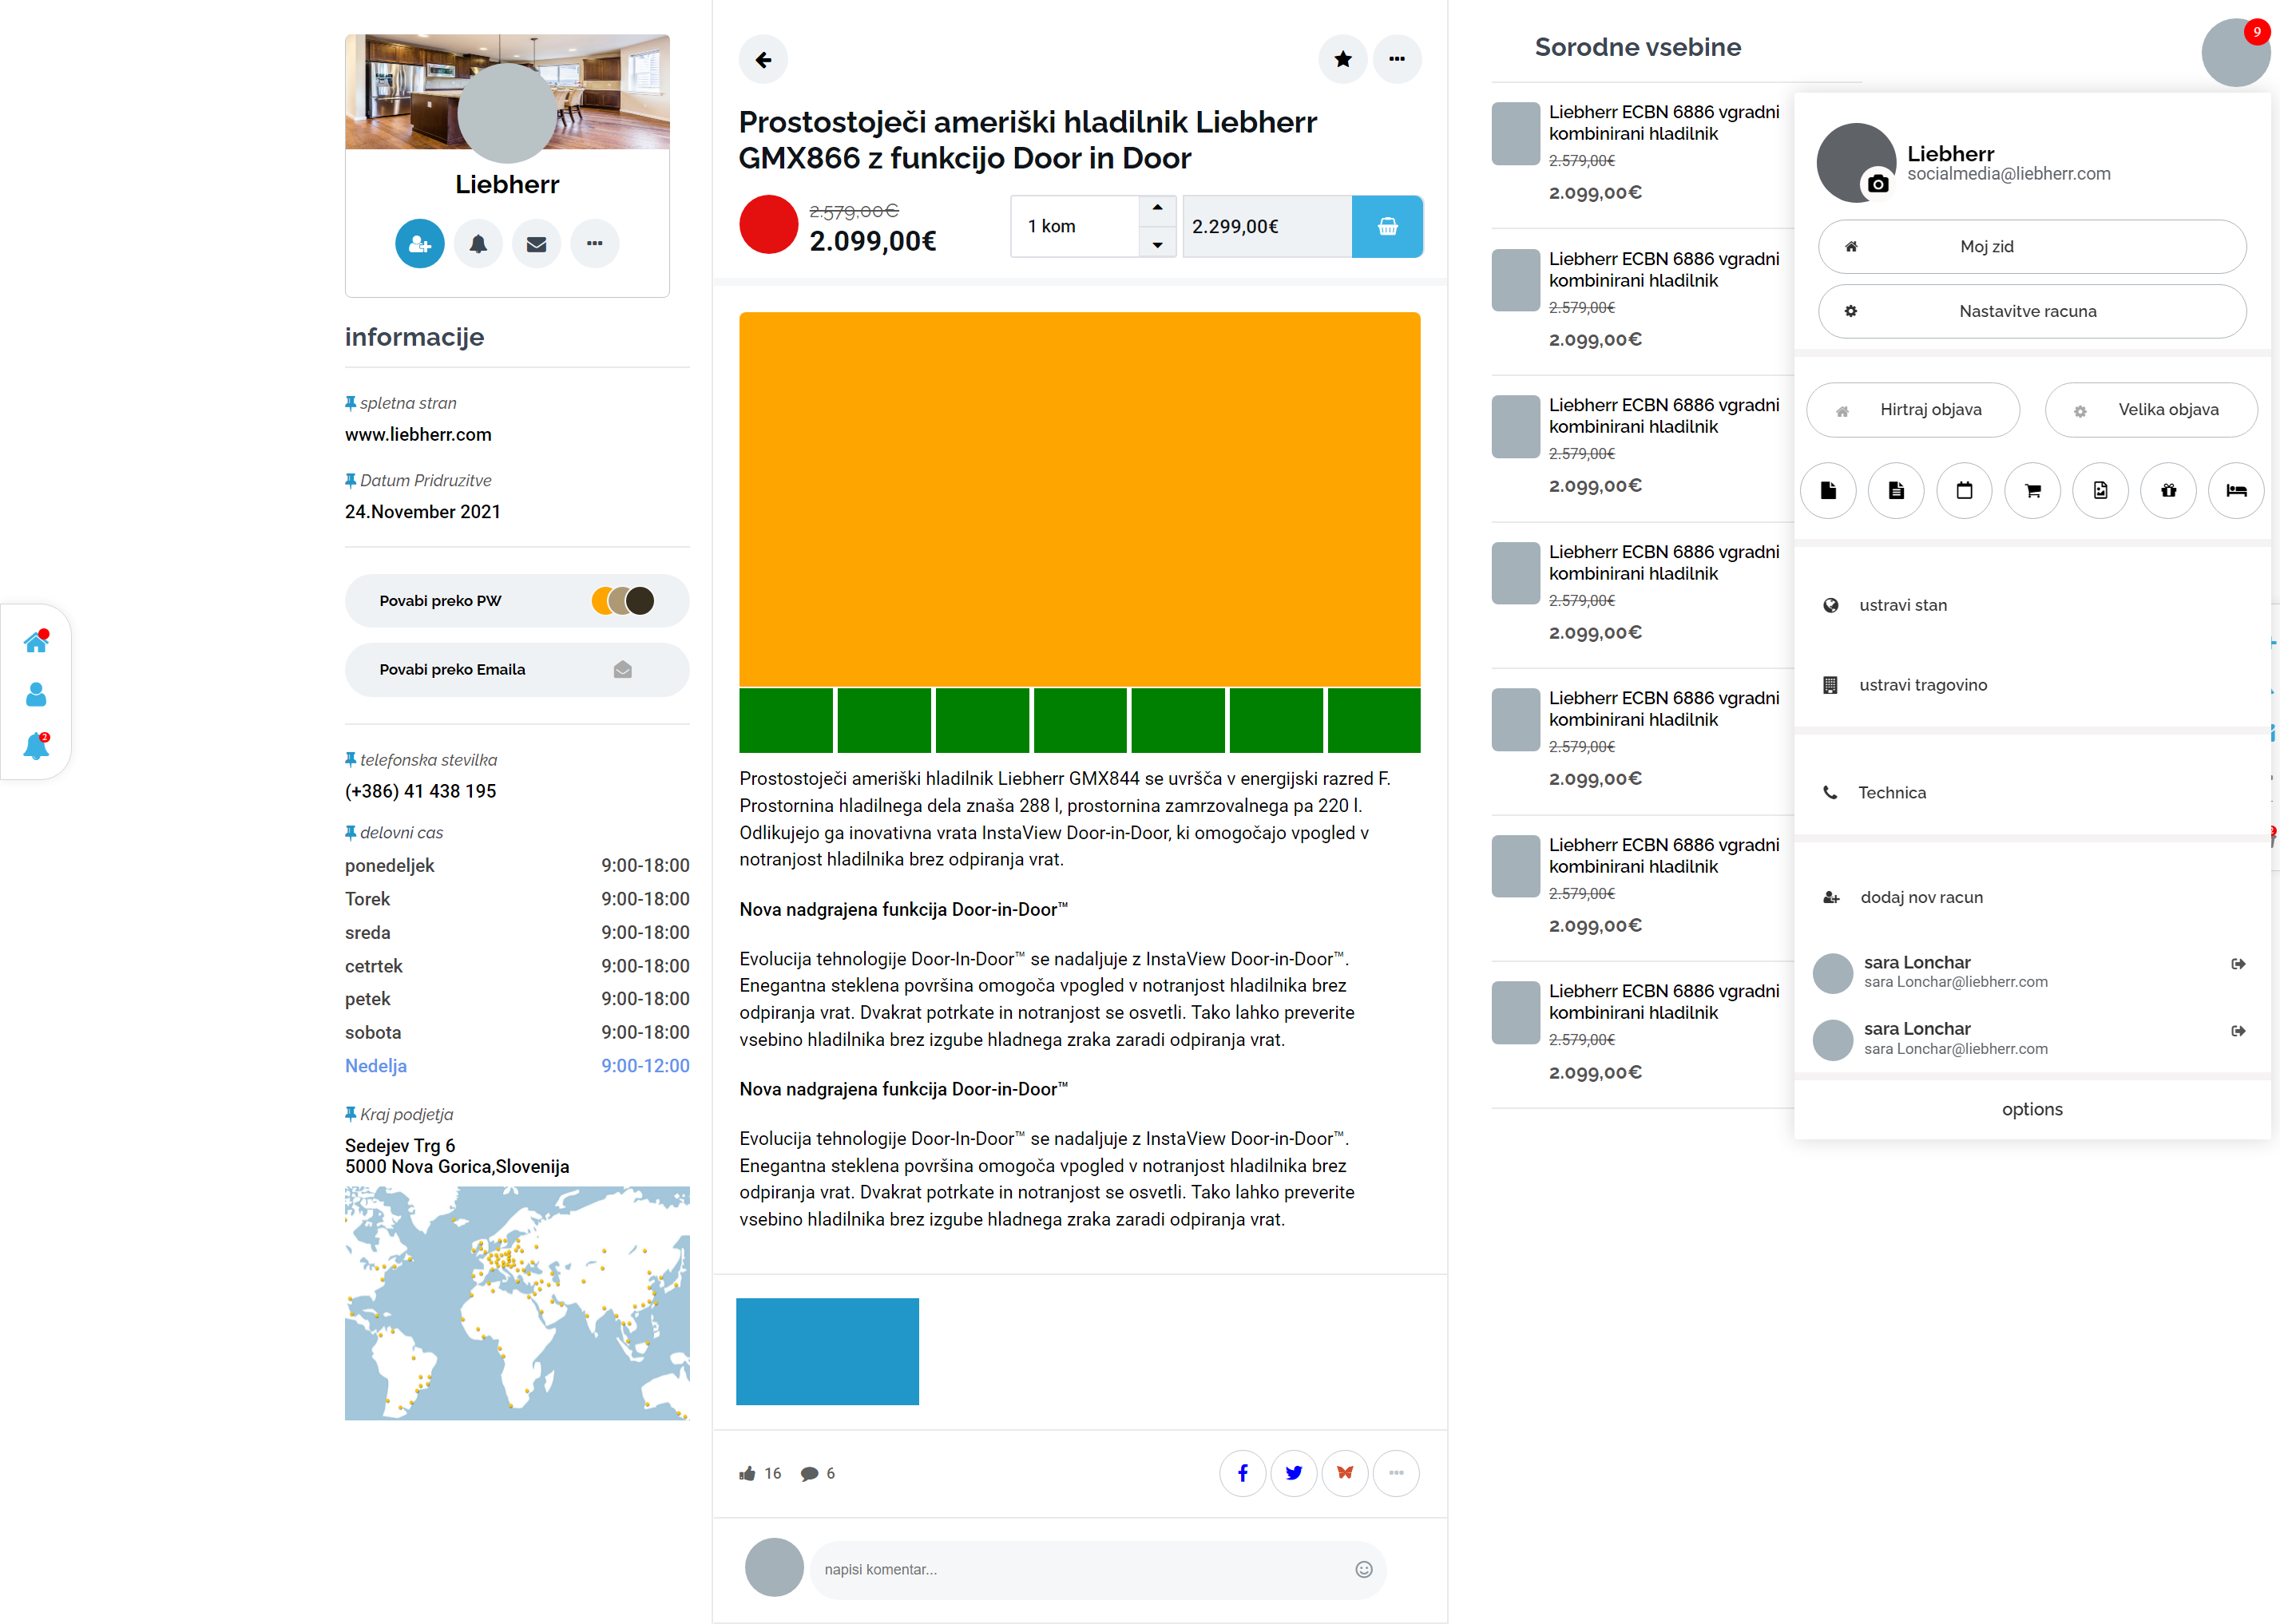 Liebherr
informacije
spletna stran
www.liebherr.com
Datum Pridruzitve
24.November 2021
Povabi preko PW
Povabi preko Emaila
telefonska stevilka
(+386) 41 438 195
delovni cas
ponedeljek 9:00-18:00
Torek 9:00-18:00
sreda 9:00-18:00
cetrtek 9:00-18:00
petek 9:00-18:00
sobota 9:00-18:00
Nedelja 9:00-12:00
Kraj podjetja
Sedejev Trg 6
5000 Nova Gorica,Slovenija
2
Prostostoječi ameriški hladilnik Liebherr
GMX866 z funkcijo Door in Door
2.579,00€
2.099,00€
1 kom
2.299,00€
Prostostoječi ameriški hladilnik Liebherr GMX844 se uvršča v energijski razred F.
Prostornina hladilnega dela znaša 288 l, prostornina zamrzovalnega pa 220 l.
Odlikujejo ga inovativna vrata InstaView Door-in-Door, ki omogočajo vpogled v
notranjost hladilnika brez odpiranja vrat.
Nova nadgrajena funkcija Door-in-Door™
Evolucija tehnologije Door-In-Door™ se nadaljuje z InstaView Door-in-Door™.
Enegantna steklena površina omogoča vpogled v notranjost hladilnika brez
odpiranja vrat. Dvakrat potrkate in notranjost se osvetli. Tako lahko preverite
vsebino hladilnika brez izgube hladnega zraka zaradi odpiranja vrat.
Nova nadgrajena funkcija Door-in-Door™
Evolucija tehnologije Door-In-Door™ se nadaljuje z InstaView Door-in-Door™.
Enegantna steklena površina omogoča vpogled v notranjost hladilnika brez
odpiranja vrat. Dvakrat potrkate in notranjost se osvetli. Tako lahko preverite
vsebino hladilnika brez izgube hladnega zraka zaradi odpiranja vrat.
16 6
napisi komentar...
Sorodne vsebine
Liebherr ECBN 6886 vgradni
kombinirani hladilnik
2.579,00€
2.099,00€
Liebherr ECBN 6886 vgradni
kombinirani hladilnik
2.579,00€
2.099,00€
Liebherr ECBN 6886 vgradni
kombinirani hladilnik
2.579,00€
2.099,00€
Liebherr ECBN 6886 vgradni
kombinirani hladilnik
2.579,00€
2.099,00€
Liebherr ECBN 6886 vgradni
kombinirani hladilnik
2.579,00€
2.099,00€
Liebherr ECBN 6886 vgradni
kombinirani hladilnik
2.579,00€
2.099,00€
Liebherr ECBN 6886 vgradni
kombinirani hladilnik
2.579,00€
2.099,00€
9
Liebherr
socialmedia@liebherr.com
Moj zid
Nastavitve racuna
Hirtraj objava
Velika objava
ustravi stan
ustravi tragovino
Technica
dodaj nov racun
sara Lonchar
sara Lonchar@liebherr.com
sara Lonchar
sara Lonchar@liebherr.com
options